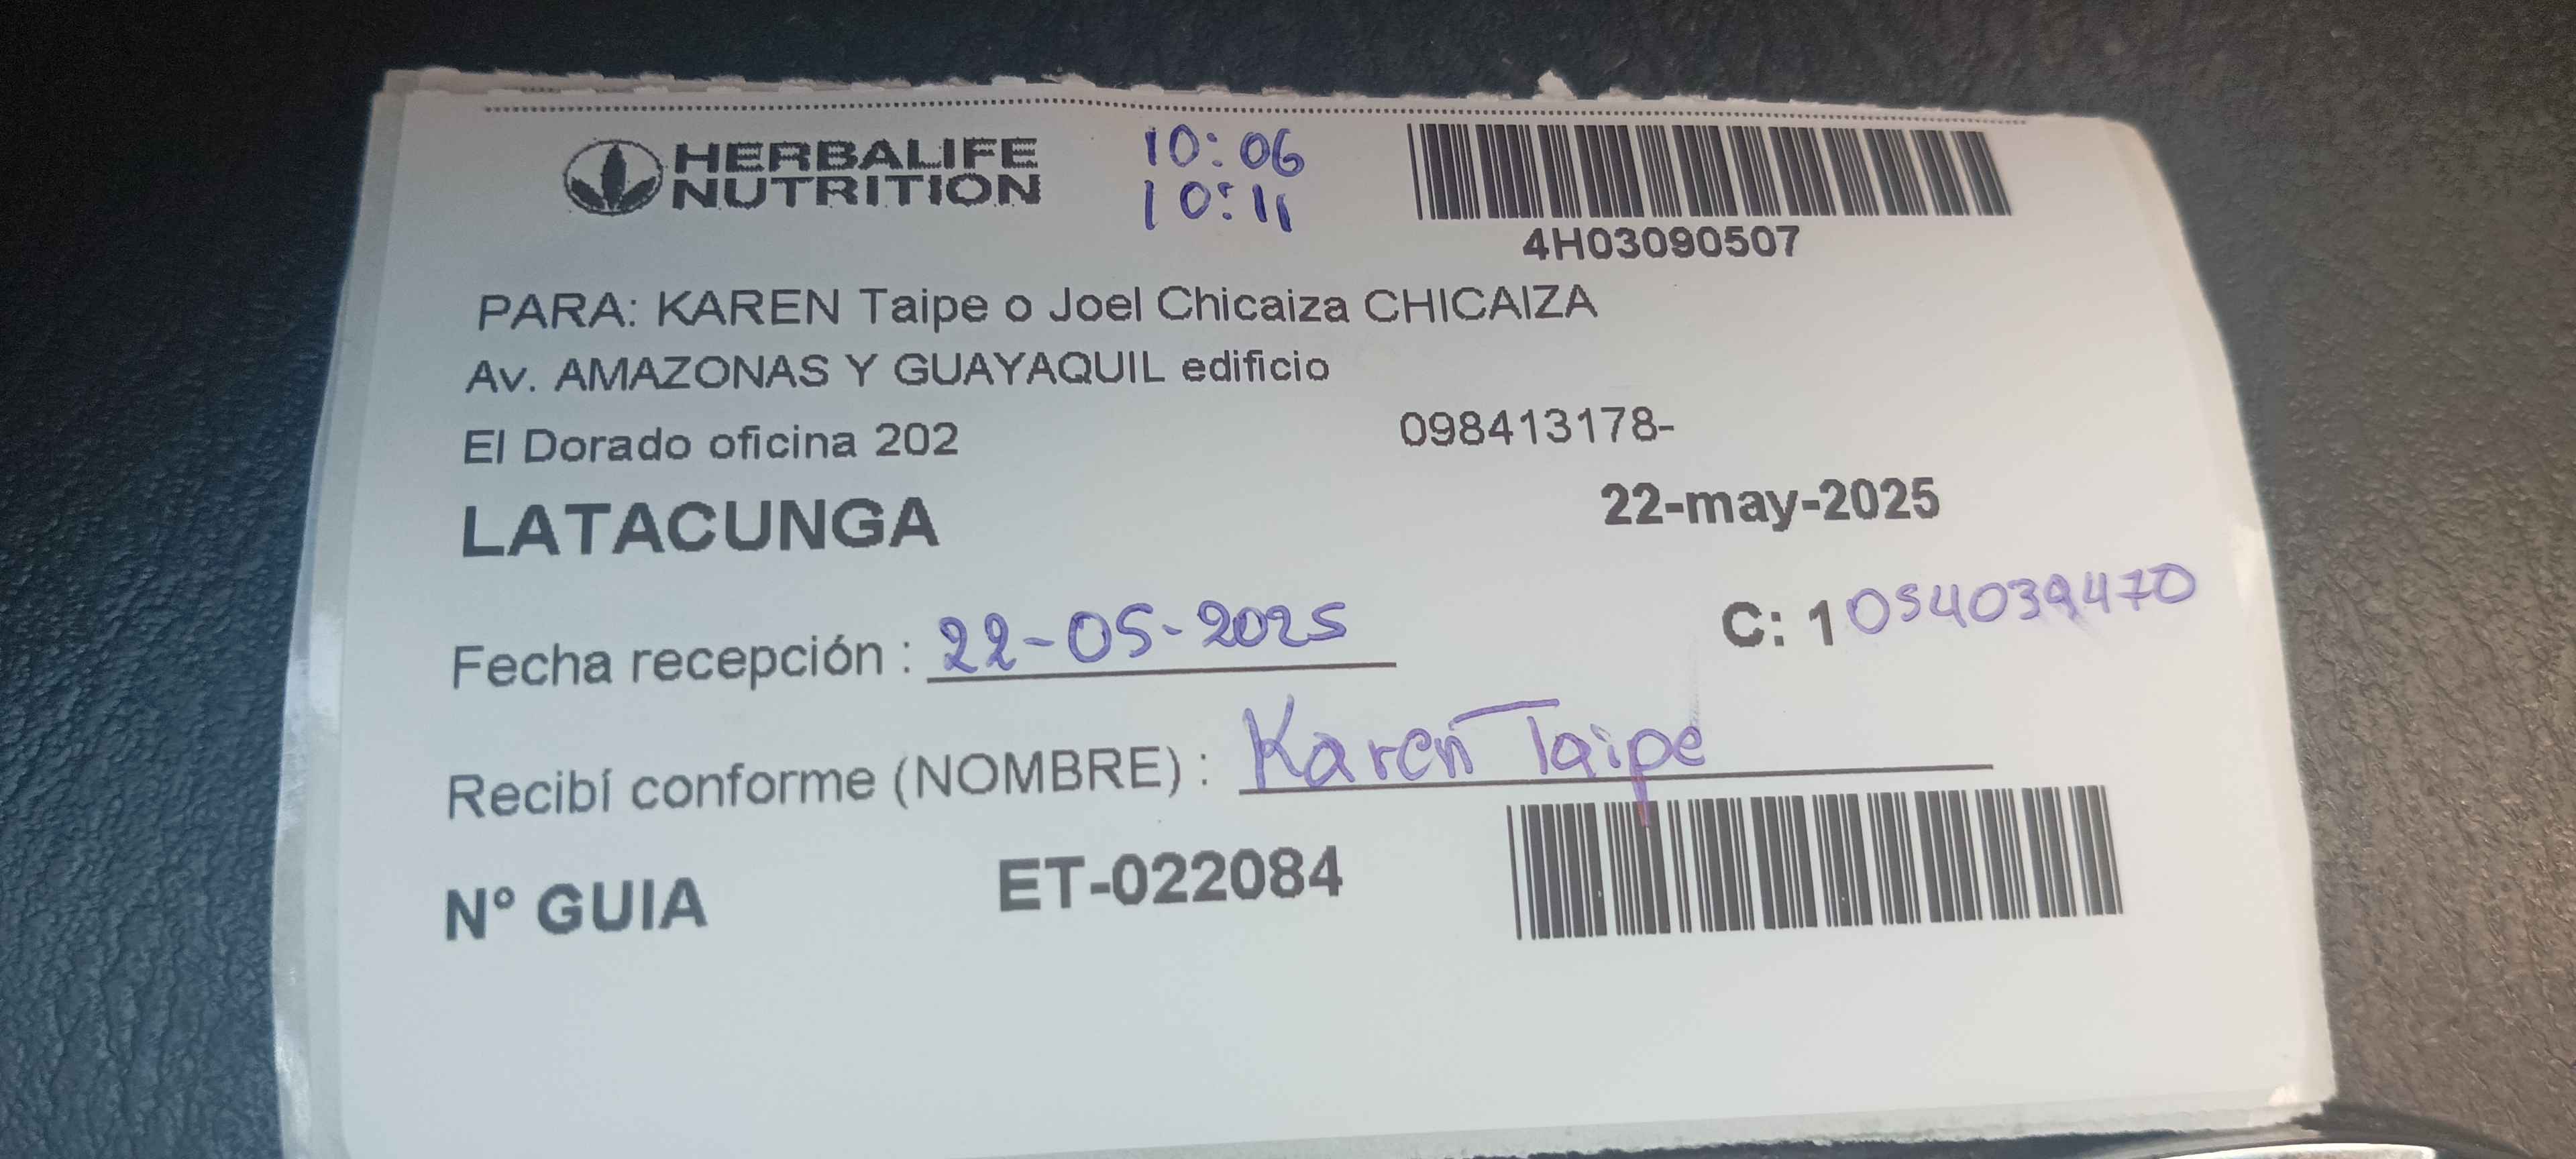 HERBALIFE
NUTRITION
10:06
10:11
4H03090507
PARA: KAREN Taipe o Joel Chicaiza CHICAIZA
Av. AMAZONAS Y GUAYAQUIL edificio
El Dorado oficina 202
098413178-
LATACUNGA
22-may-2025
Fecha recepción : 22-05-2025
C: 1 054039470
Recibí conforme (NOMBRE) : Karen Taipe
N° GUIA ET-022084